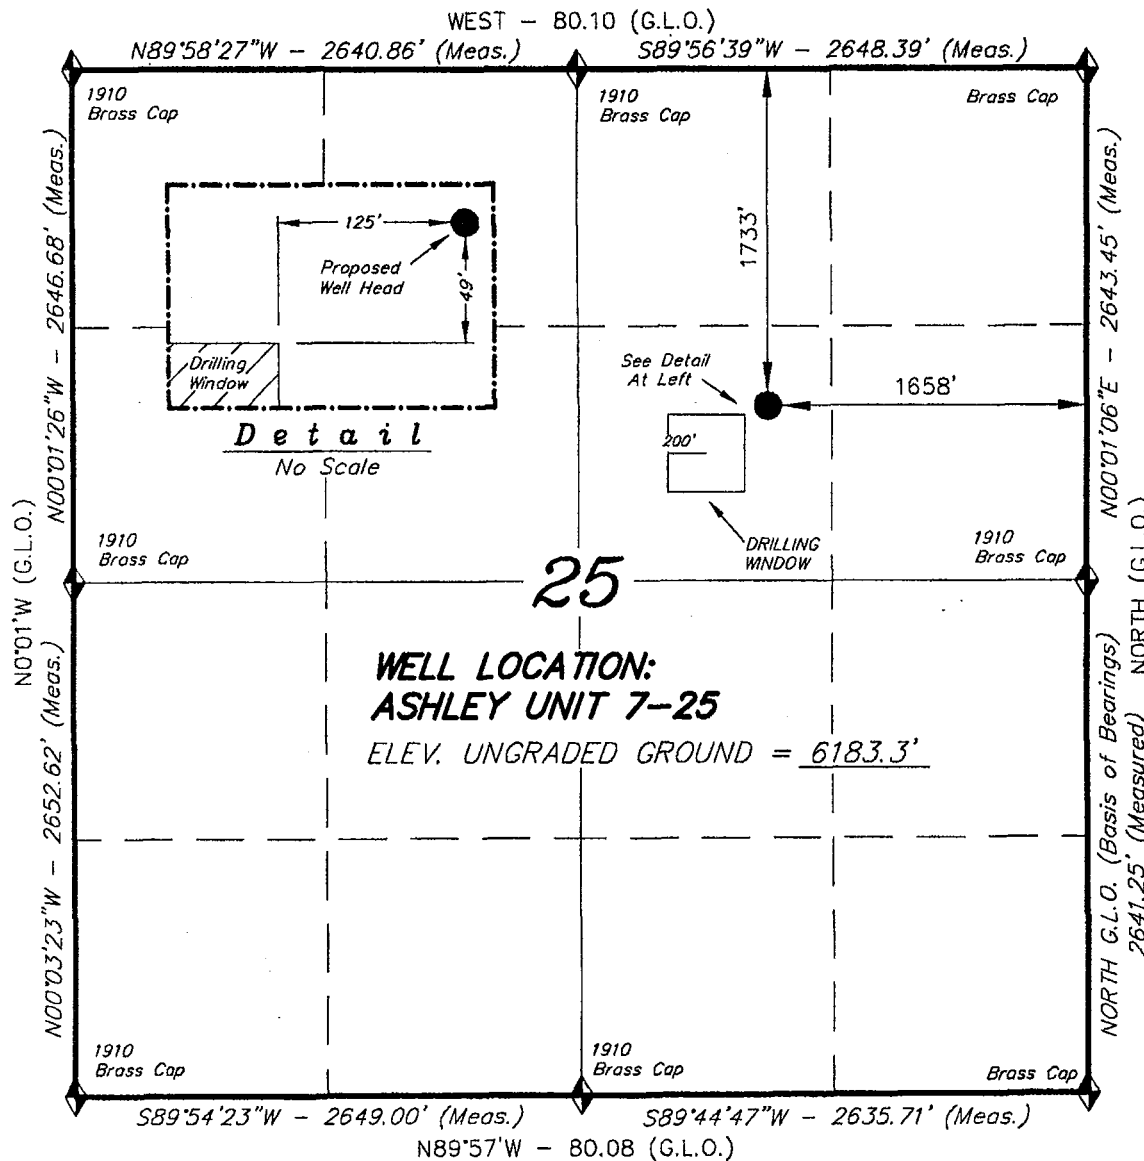 WEST – 80.10 (G.L.O.)
N89°58'27"W – 2640.86' (Meas.)
S89°56'39"W – 2648.39' (Meas.)
1910
Brass Cap
1910
Brass Cap
Brass Cap
N00°01'26"W – 2646.68' (Meas.)
N00°01'06"E – 2643.45' (Meas.)
1733'
125'
Proposed
Well Head
49'
Drilling
Window
Detail
No Scale
See Detail
At Left
1658'
200'
DRILLING
WINDOW
1910
Brass Cap
1910
Brass Cap
N0°01'W (G.L.O.)
NORTH (G.L.O.)
25
WELL LOCATION:
ASHLEY UNIT 7–25
ELEV. UNGRADED GROUND = 6183.3'
N00°03'23"W – 2652.62' (Meas.)
NORTH G.L.O. (Basis of Bearings)
2641.25' (Measured)
1910
Brass Cap
1910
Brass Cap
Brass Cap
S89°54'23"W – 2649.00' (Meas.)
S89°44'47"W – 2635.71' (Meas.)
N89°57'W – 80.08 (G.L.O.)